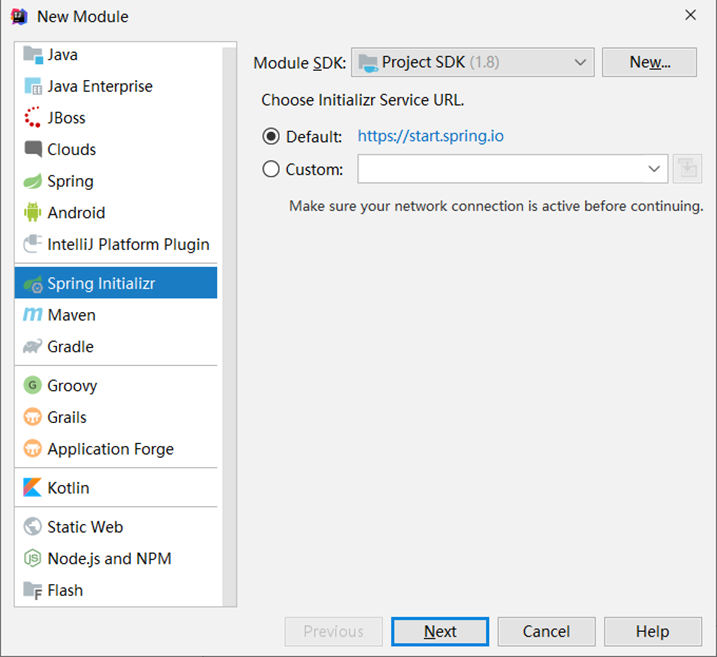 New Module
Java
Java Enterprise
JBoss
Clouds
Spring
Android
IntelliJ Platform Plugin
Spring Initializr
Maven
Gradle
Groovy
Grails
Application Forge
Kotlin
Static Web
Node.js and NPM
Flash
Module SDK: Project SDK (1.8) New...
Choose Initializr Service URL.
Default: https://start.spring.io
Custom:
Make sure your network connection is active before continuing.
Previous Next Cancel Help